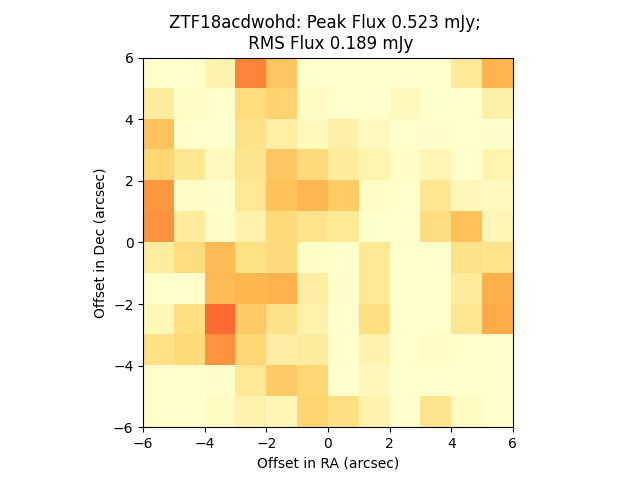 ZTF18acdwohd: Peak Flux 0.523 mJy;
RMS Flux 0.189 mJy
6
4
2
0
−2
−4
−6
Offset in Dec (arcsec)
−6 −4 −2 0 2 4 6
Offset in RA (arcsec)